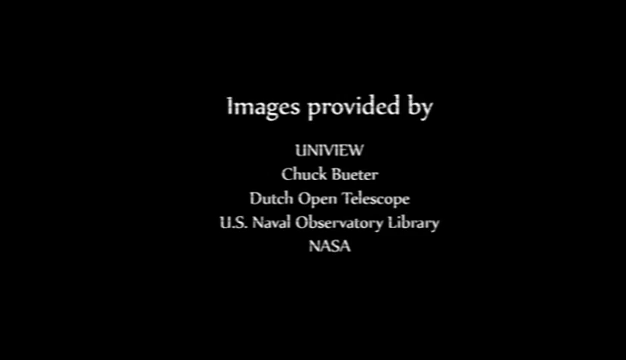 Images provided by
UNIVIEW
Chuck Bueter
Dutch Open Telescope
U.S. Naval Observatory Library
NASA